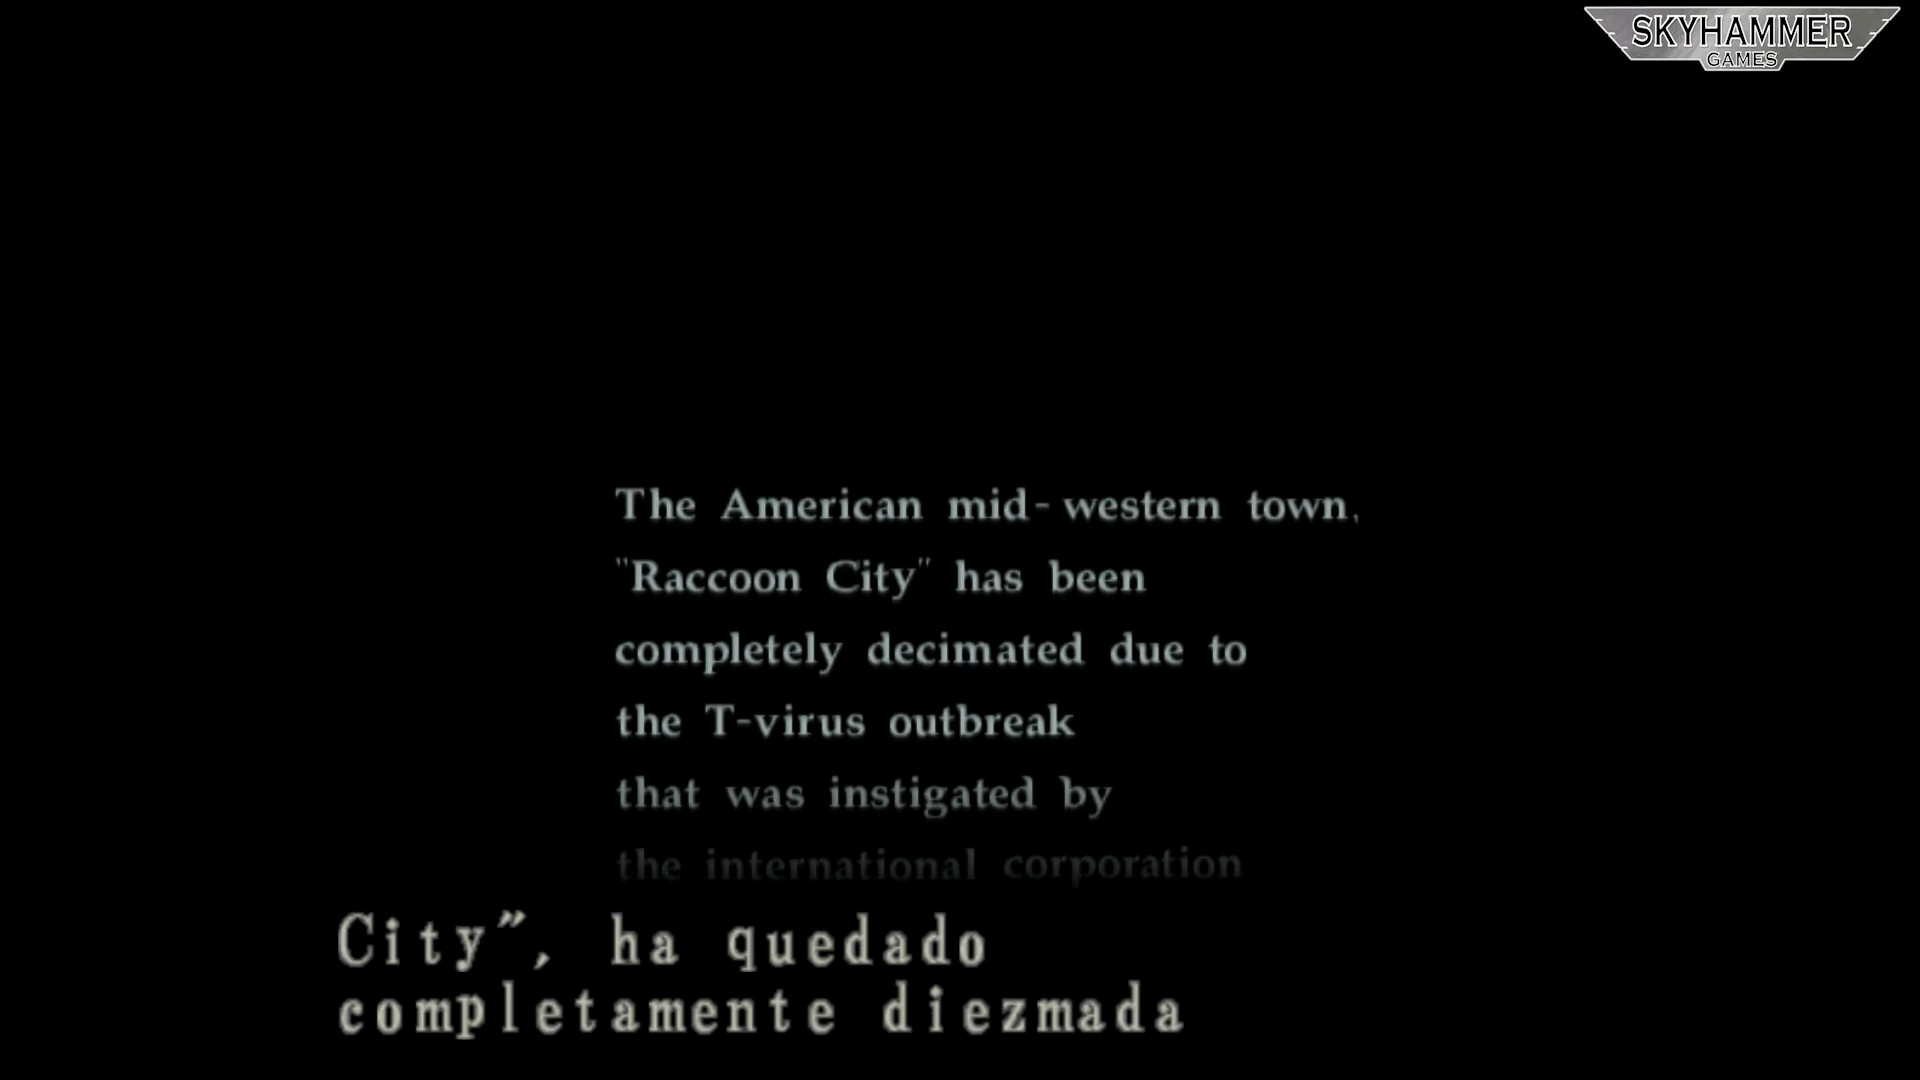 SKYHAMMER
GAMES
The American mid-western town,
"Raccoon City" has been
completely decimated due to
the T-virus outbreak
that was instigated by
the international corporation
City", ha quedado
completamente diezmada